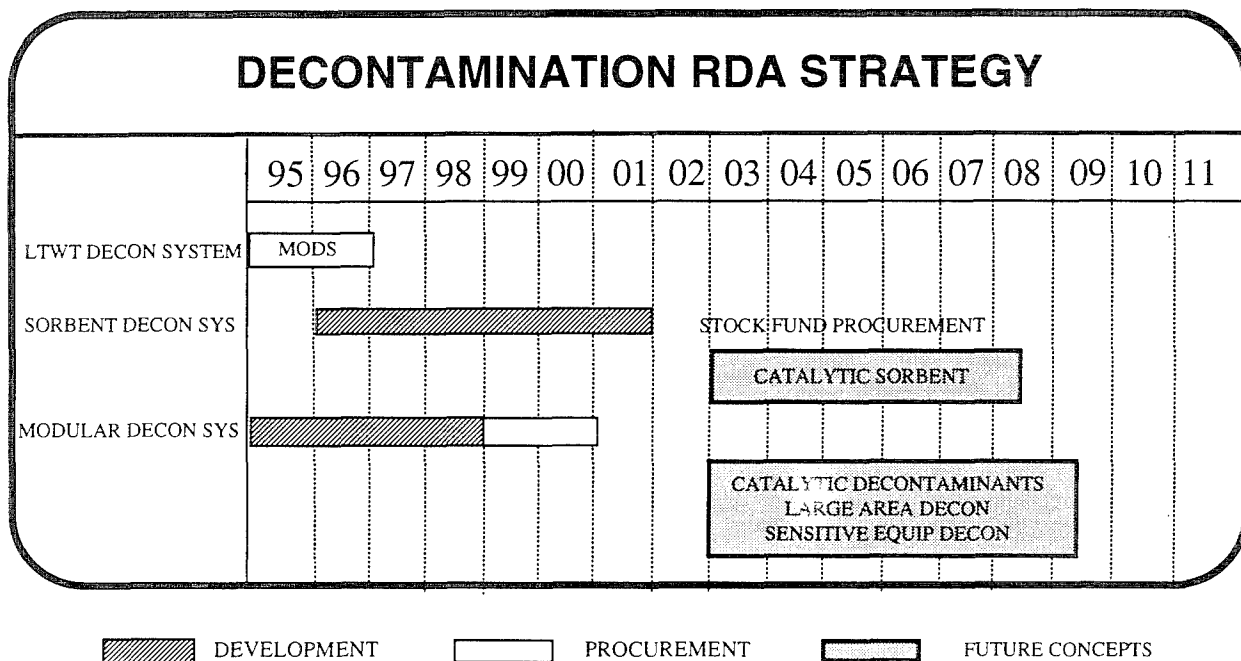 DECONTAMINATION RDA STRATEGY
95 96 97 98 99 00 01 02 03 04 05 06 07 08 09 10 11
LTWT DECON SYSTEM
MODS
SORBENT DECON SYS
STOCK FUND PROCUREMENT
CATALYTIC SORBENT
MODULAR DECON SYS
CATALYTIC DECONTAMINANTS
LARGE AREA DECON
SENSITIVE EQUIP DECON
DEVELOPMENT PROCUREMENT FUTURE CONCEPTS